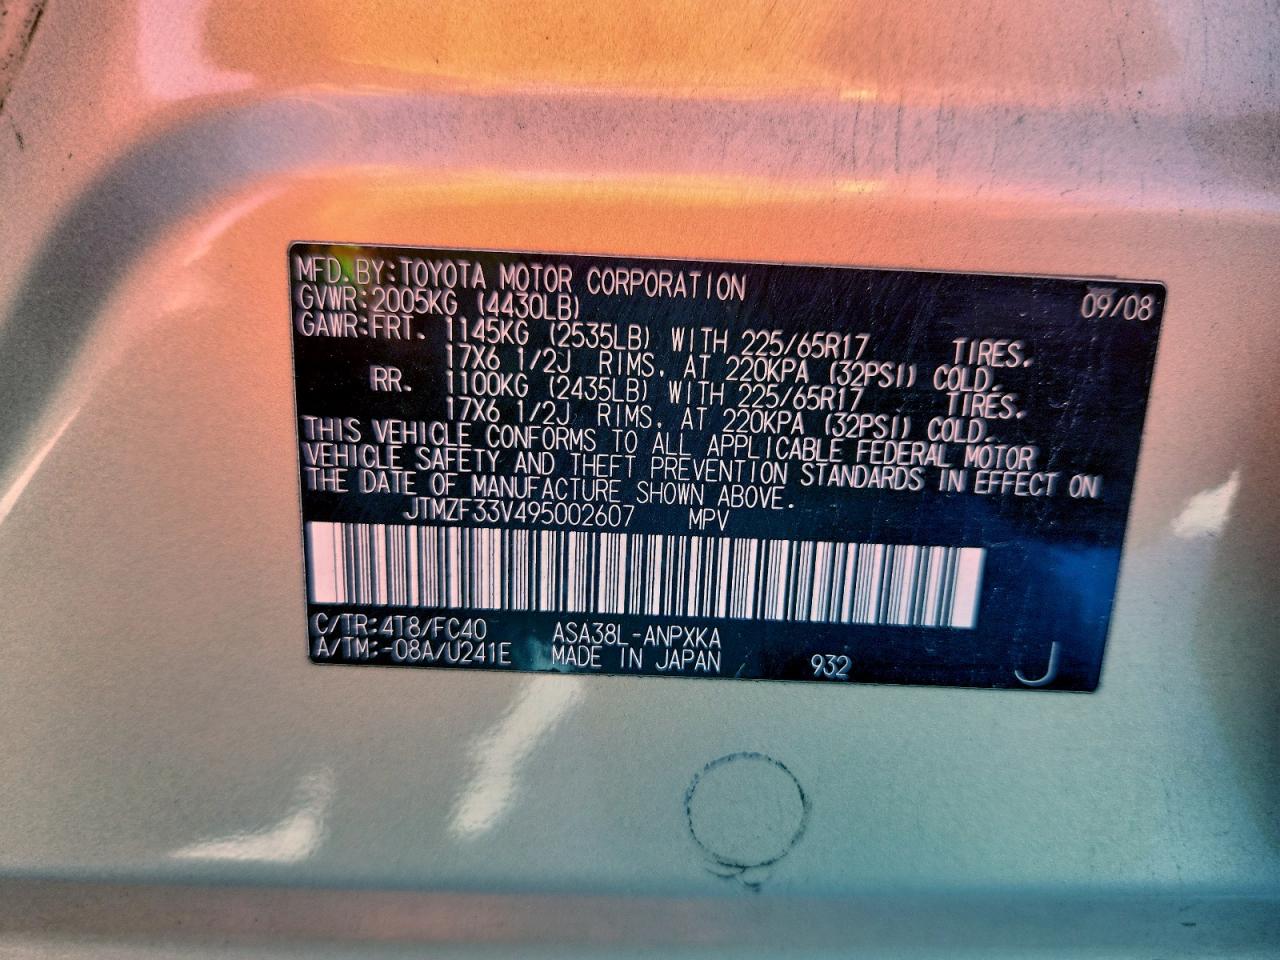 MFD. BY:TOYOTA MOTOR CORPORATION 09/08
GVWR:2005KG (4430LB)
GAWR:FRT. 1145KG (2535LB) WITH 225/65R17 TIRES.
17X6 1/2J RIMS, AT 220KPA (32PSI) COLD.
RR. 1100KG (2435LB) WITH 225/65R17 TIRES.
17X6 1/2J RIMS, AT 220KPA (32PSI) COLD.
THIS VEHICLE CONFORMS TO ALL APPLICABLE FEDERAL MOTOR
VEHICLE SAFETY AND THEFT PREVENTION STANDARDS IN EFFECT ON
THE DATE OF MANUFACTURE SHOWN ABOVE.
JTMZF33V495002607 MPV
C/TR:4T8/FC40 ASA38L-ANPXKA
A/TM:-08A/U241E MADE IN JAPAN 932 J